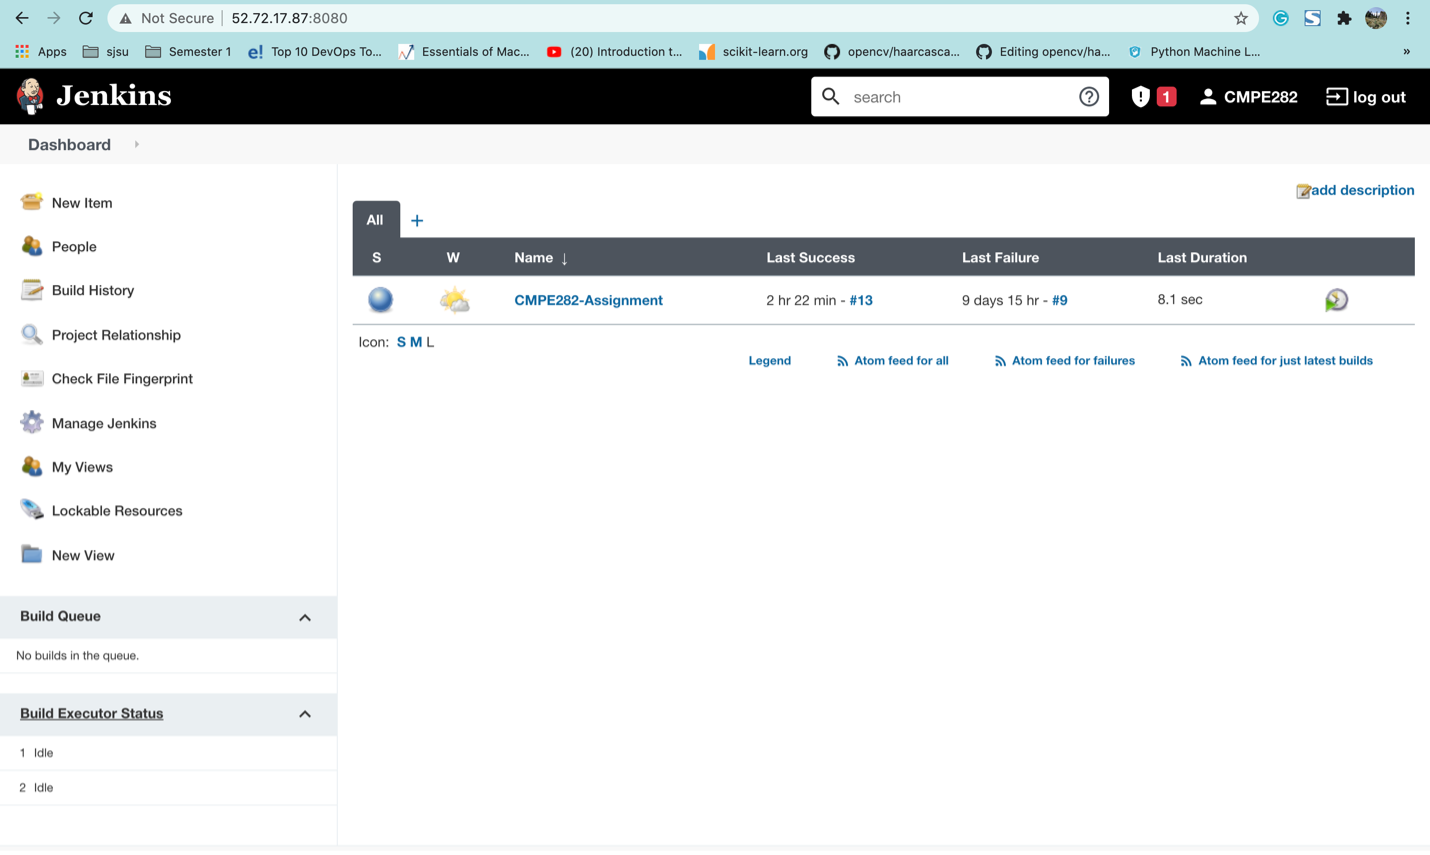 Not Secure 52.72.17.87:8080
Apps sjsu Semester 1 e! Top 10 DevOps To... Essentials of Mac... (20) Introduction t... scikit-learn.org opencv/haarcasca... Editing opencv/ha... Python Machine L... »
Jenkins search 1 CMPE282 log out
Dashboard
add description
New Item
People
Build History
Project Relationship
Check File Fingerprint
Manage Jenkins
My Views
Lockable Resources
New View
Build Queue
No builds in the queue.
Build Executor Status
1 Idle
2 Idle
All +
S W Name ↓ Last Success Last Failure Last Duration
CMPE282-Assignment 2 hr 22 min - #13 9 days 15 hr - #9 8.1 sec
Icon: S M L
Legend Atom feed for all Atom feed for failures Atom feed for just latest builds